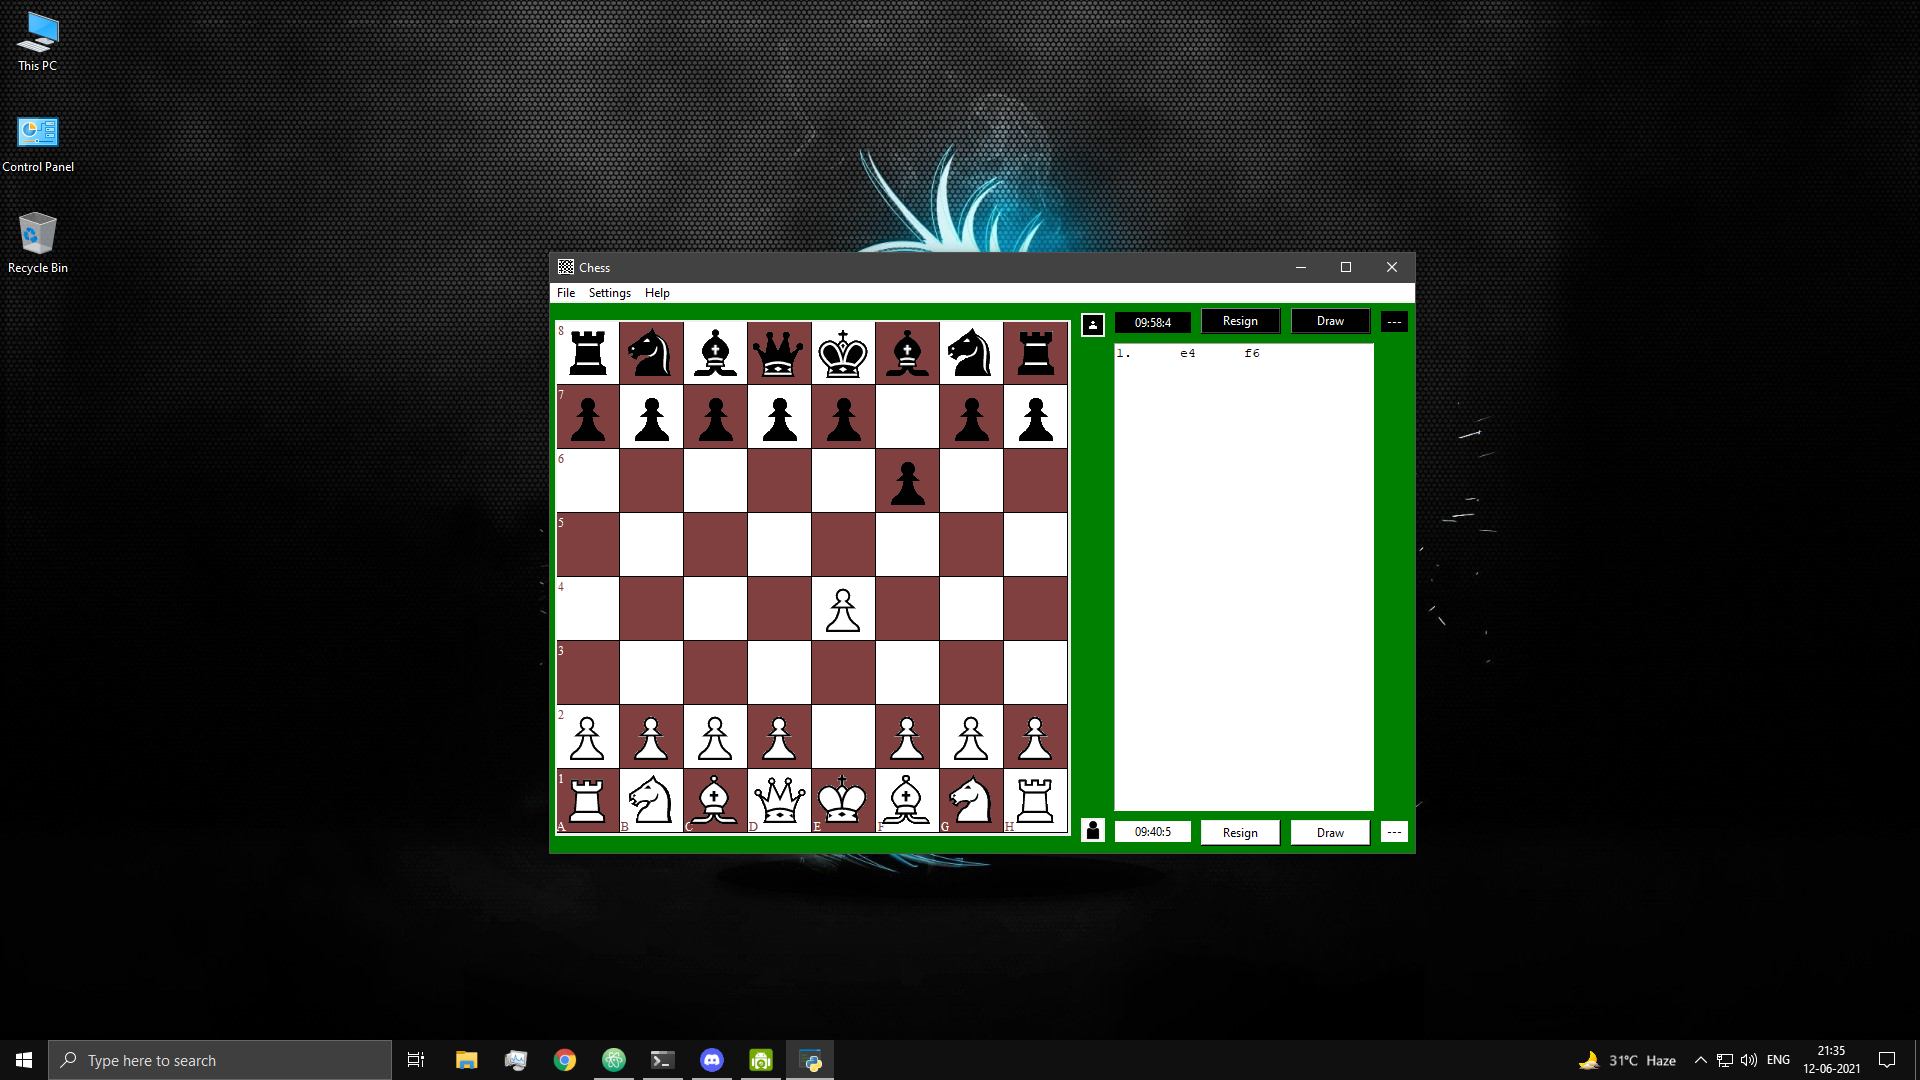 This PC
Control Panel
Recycle Bin
Chess
File Settings Help
09:58:4 Resign Draw ---
1. e4 f6
8
7
6
5
4
3
2
1
A B C D E F G H
09:40:5 Resign Draw ---
Type here to search
31°C Haze
ENG
21:35
12-06-2021